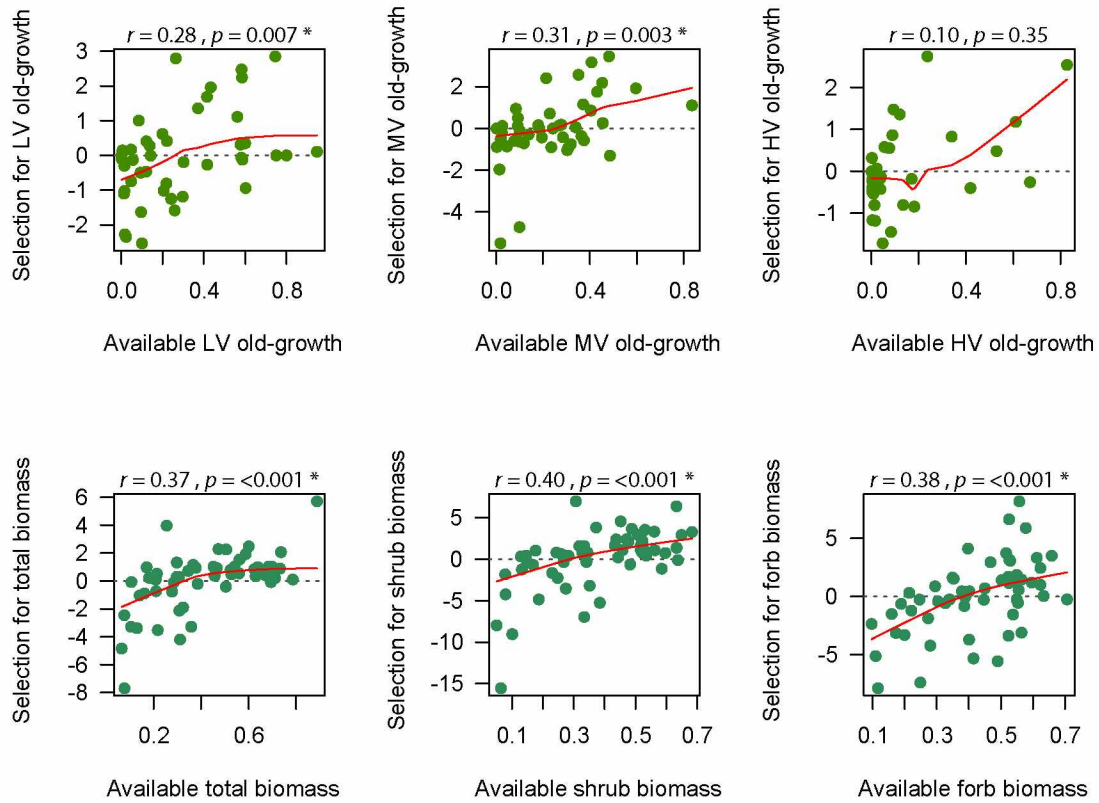 r = 0.28 , p = 0.007 *
Selection for LV old-growth
3
2
1
0
-1
-2
0.0 0.4 0.8
Available LV old-growth
r = 0.31 , p = 0.003 *
Selection for MV old-growth
2
0
-2
-4
0.0 0.4 0.8
Available MV old-growth
r = 0.10 , p = 0.35
Selection for HV old-growth
2
1
0
-1
0.0 0.4 0.8
Available HV old-growth
r = 0.37 , p = <0.001 *
Selection for total biomass
6
4
2
0
-2
-4
-6
-8
0.2 0.6
Available total biomass
r = 0.40 , p = <0.001 *
Selection for shrub biomass
5
0
-5
-10
-15
0.1 0.3 0.5 0.7
Available shrub biomass
r = 0.38 , p = <0.001 *
Selection for forb biomass
5
0
-5
0.1 0.3 0.5 0.7
Available forb biomass